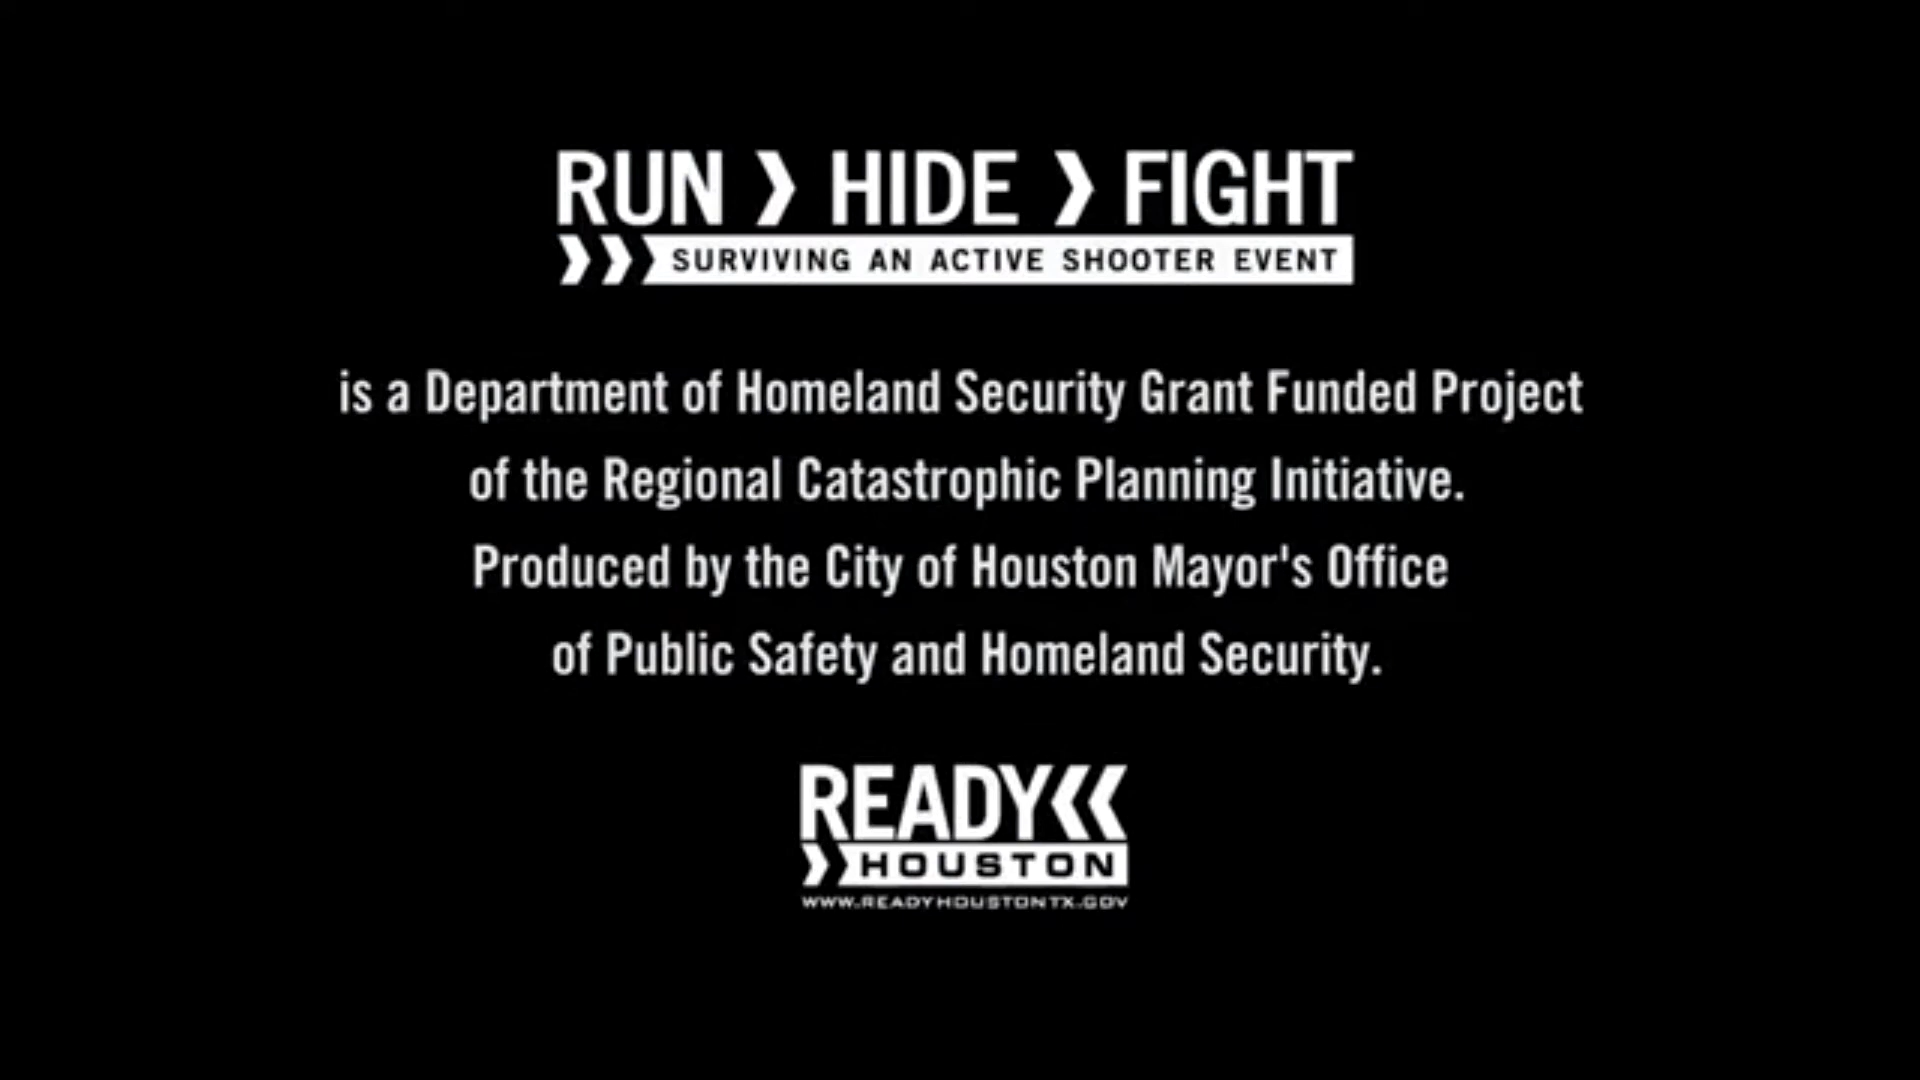 RUN > HIDE > FIGHT
SURVIVING AN ACTIVE SHOOTER EVENT
is a Department of Homeland Security Grant Funded Project
of the Regional Catastrophic Planning Initiative.
Produced by the City of Houston Mayor's Office
of Public Safety and Homeland Security.
READY
HOUSTON
WWW.READYHOUSTONTX.GOV